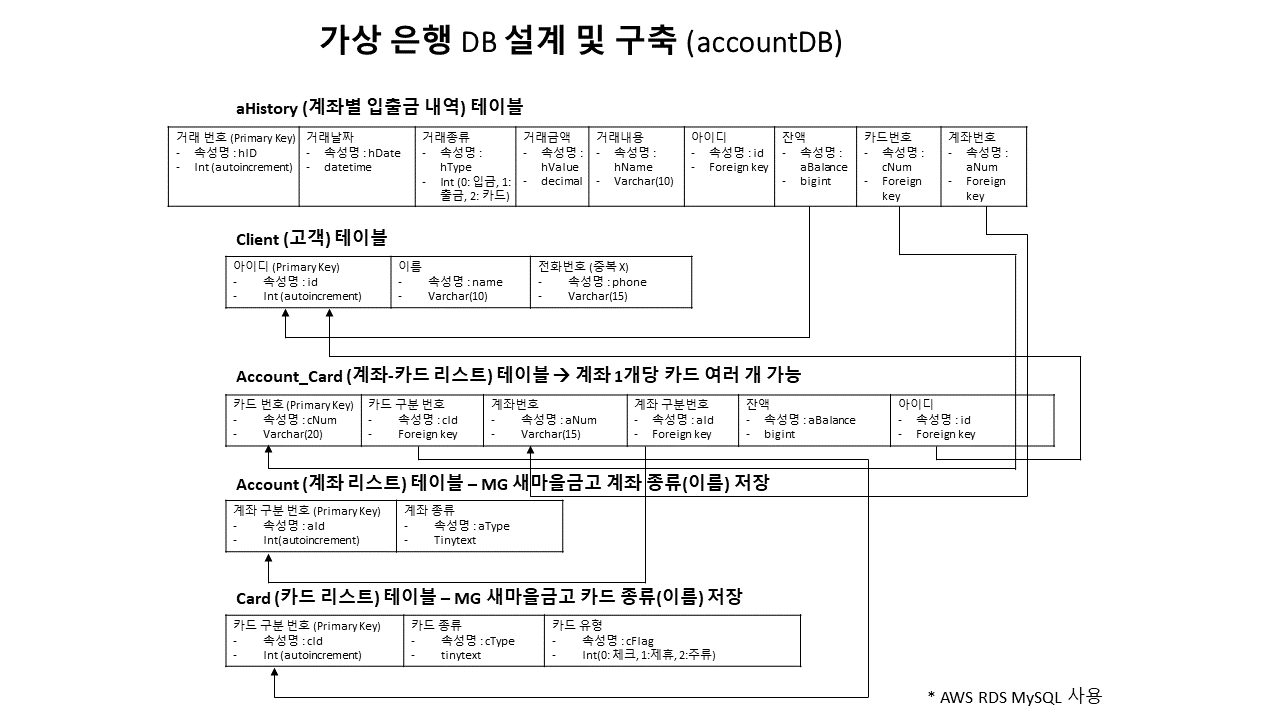 가상 은행 DB 설계 및 구축 (accountDB)
aHistory (계좌별 입출금 내역) 테이블
거래 번호 (Primary Key)
- 속성명 : hID
- Int (autoincrement)
거래날짜
- 속성명 : hDate
- datetime
거래종류
- 속성명 :
hType
- Int (0: 입금, 1:
출금, 2: 카드)
거래금액
- 속성명 :
hValue
- decimal
거래내용
- 속성명 :
hName
- Varchar(10)
아이디
- 속성명 : id
- Foreign key
잔액
- 속성명 :
aBalance
- bigint
카드번호
- 속성명 :
cNum
- Foreign
key
계좌번호
- 속성명 :
aNum
- Foreign
key
Client (고객) 테이블
아이디 (Primary Key)
- 속성명 : id
- Int (autoincrement)
이름
- 속성명 : name
- Varchar(10)
전화번호 (중복 X)
- 속성명 : phone
- Varchar(15)
Account_Card (계좌-카드 리스트) 테이블 → 계좌 1개당 카드 여러 개 가능
카드 번호 (Primary Key)
- 속성명 : cNum
- Varchar(20)
카드 구분 번호
- 속성명 : cId
- Foreign key
계좌번호
- 속성명 : aNum
- Varchar(15)
계좌 구분번호
- 속성명 : aId
- Foreign key
잔액
- 속성명 : aBalance
- bigint
아이디
- 속성명 : id
- Foreign key
Account (계좌 리스트) 테이블 – MG 새마을금고 계좌 종류(이름) 저장
계좌 구분 번호 (Primary Key)
- 속성명 : aId
- Int(autoincrement)
계좌 종류
- 속성명 : aType
- Tinytext
Card (카드 리스트) 테이블 – MG 새마을금고 카드 종류(이름) 저장
카드 구분 번호 (Primary Key)
- 속성명 : cId
- Int (autoincrement)
카드 종류
- 속성명 : cType
- tinytext
카드 유형
- 속성명 : cFlag
- Int(0: 체크, 1:제휴, 2:주류)
* AWS RDS MySQL 사용